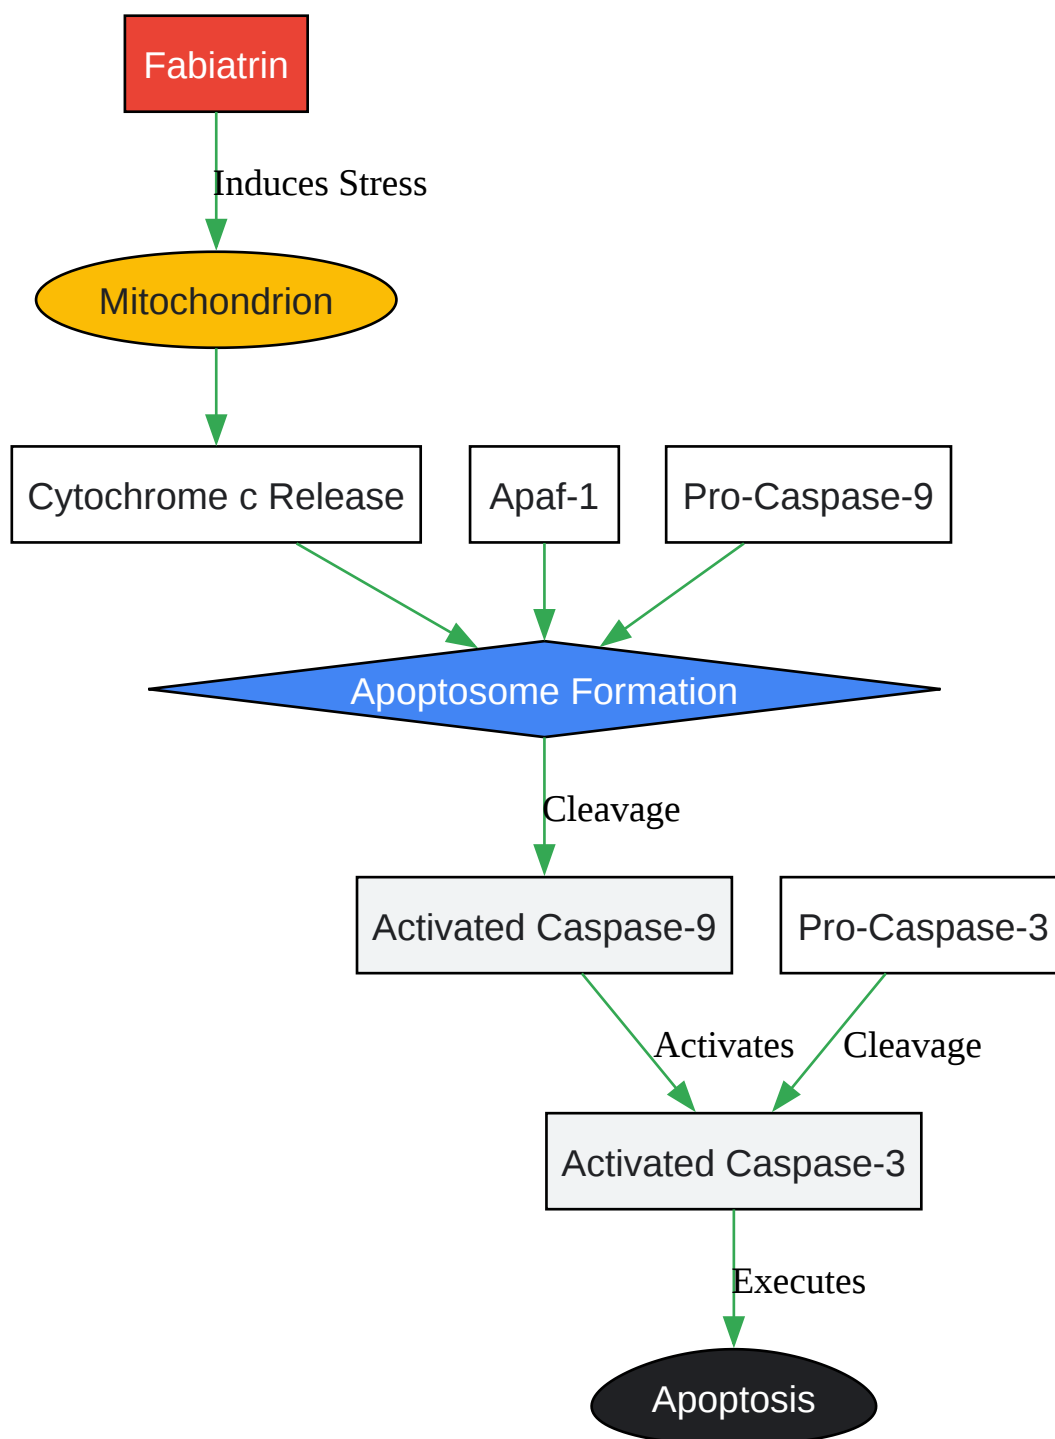 Fabiatrin
Induces Stress
Mitochondrion
Cytochrome c Release
Apaf-1
Pro-Caspase-9
Apoptosome Formation
Cleavage
Activated Caspase-9
Pro-Caspase-3
Activates
Cleavage
Activated Caspase-3
Executes
Apoptosis